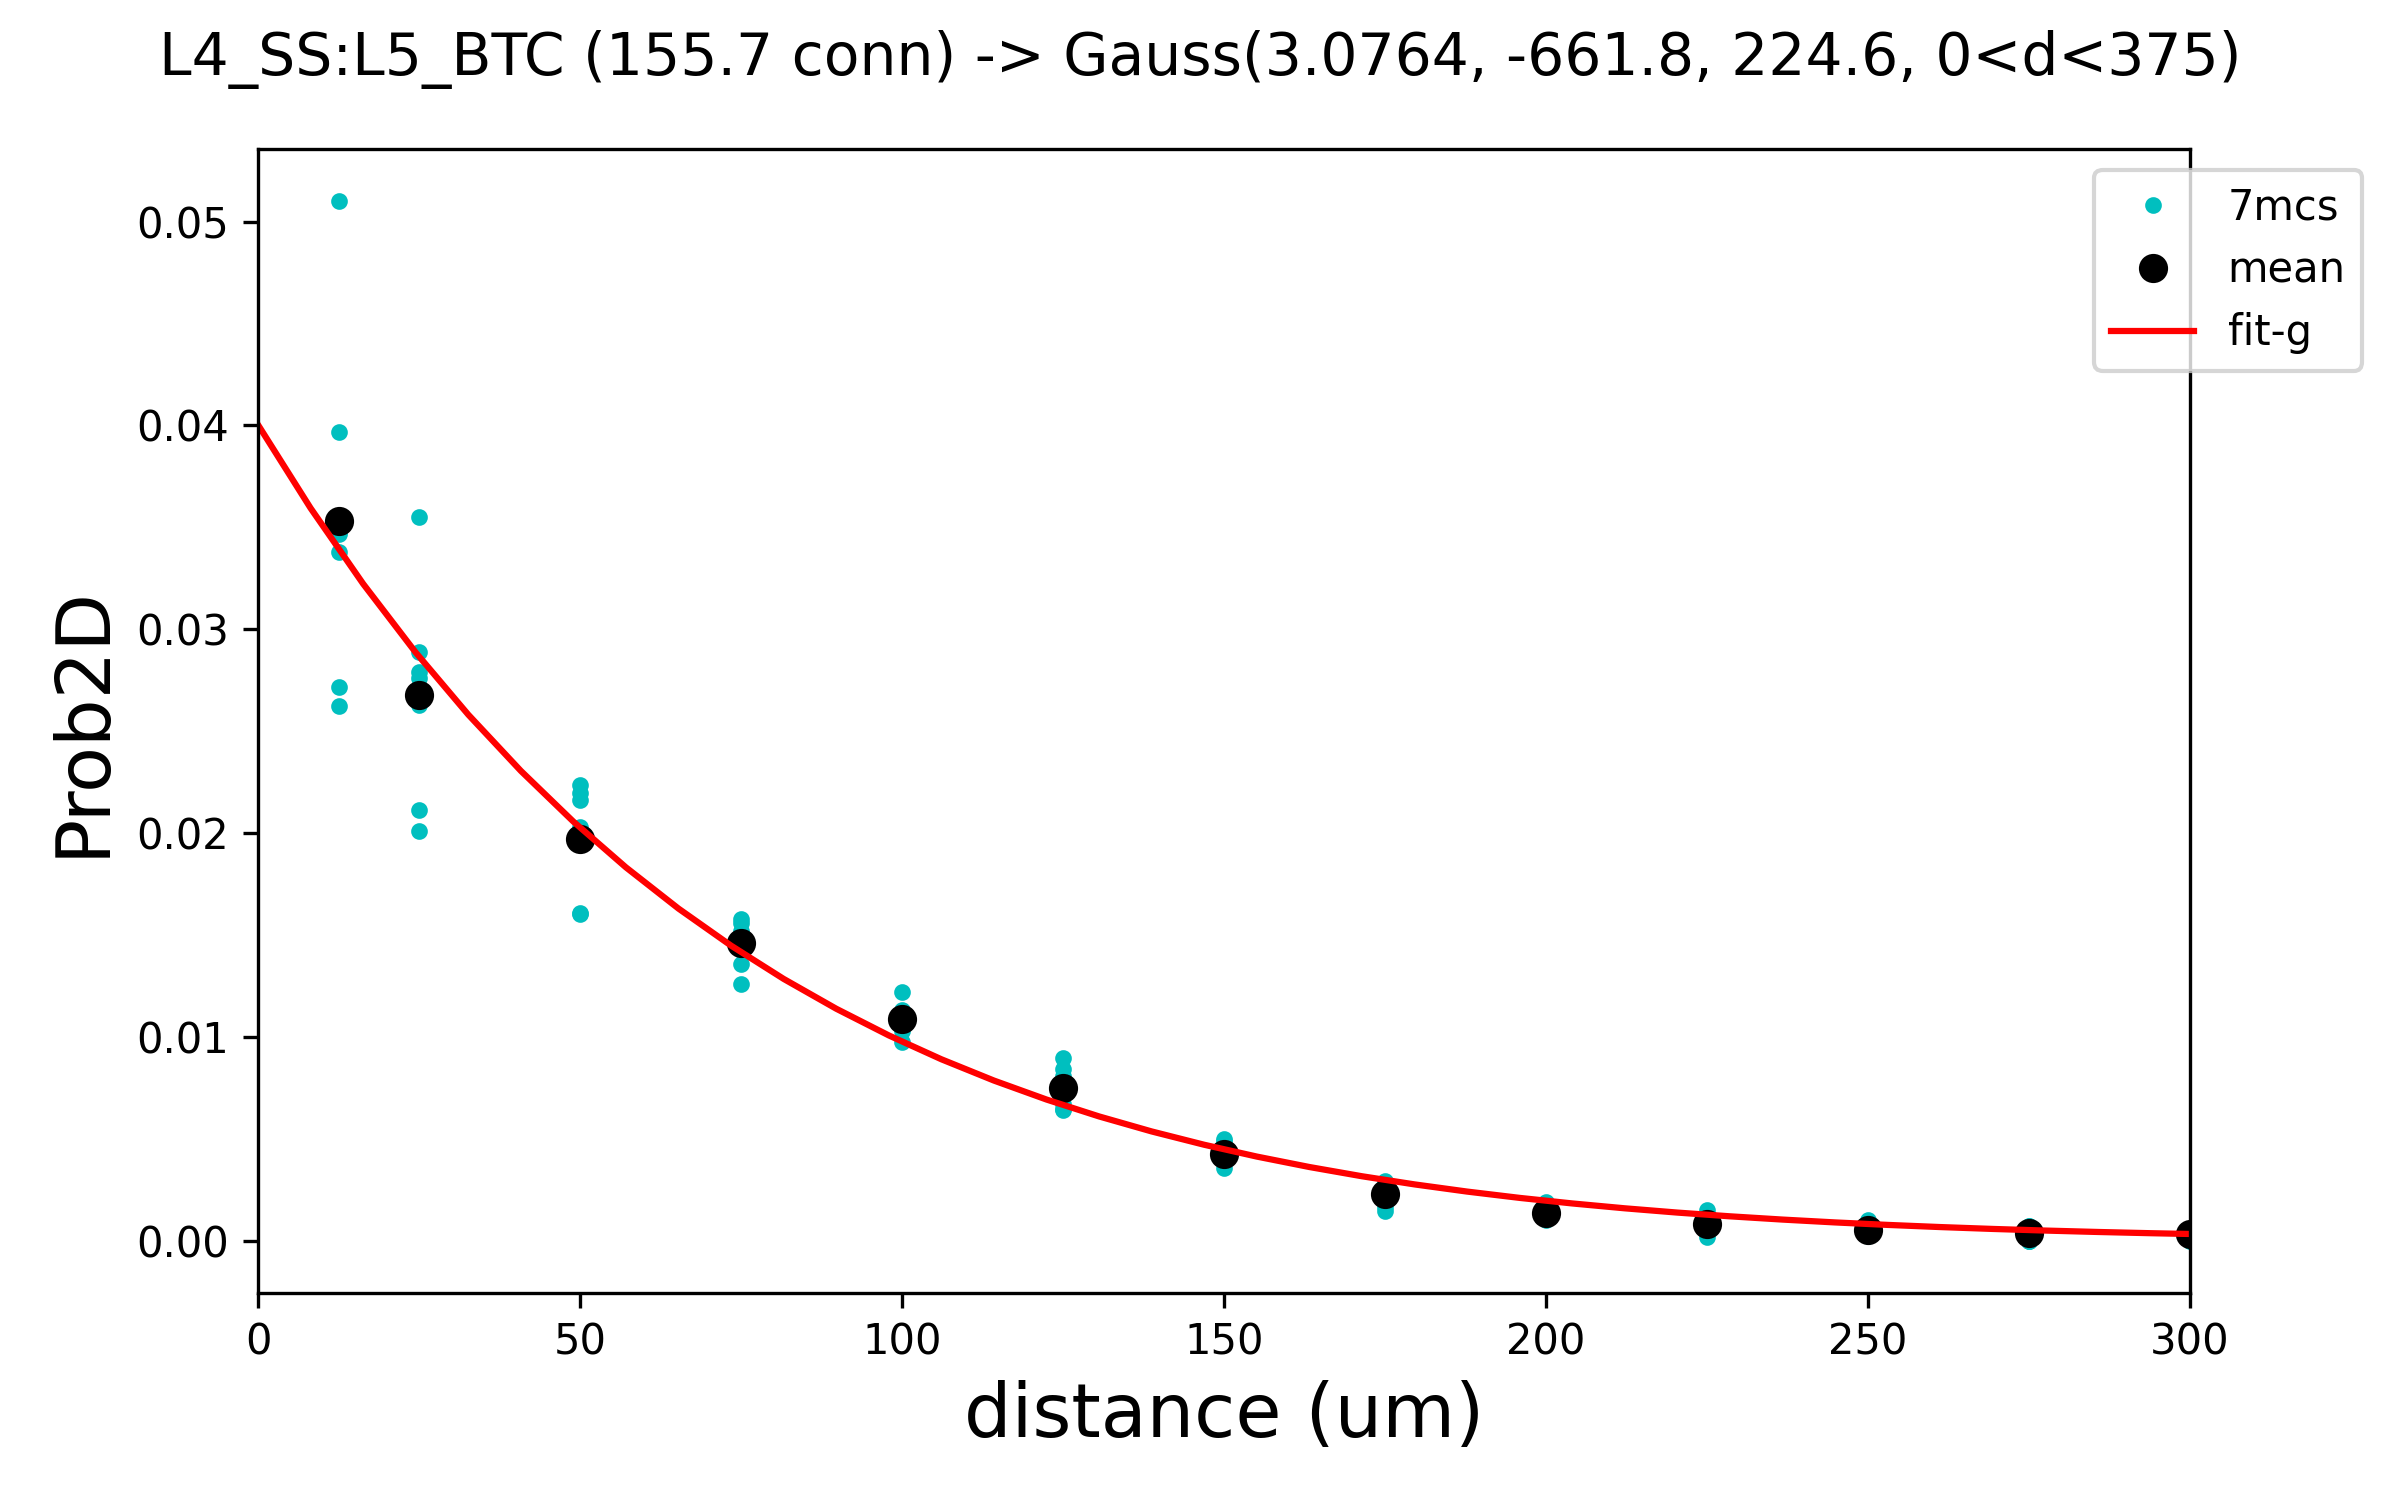 L4_SS:L5_BTC (155.7 conn) -> Gauss(3.0764, -661.8, 224.6, 0<d<375)
7mcs
mean
fit-g
Prob2D
0.05
0.04
0.03
0.02
0.01
0.00
0 50 100 150 200 250 300
distance (um)